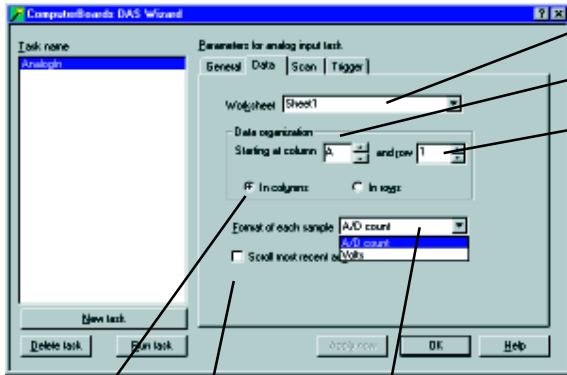 ComputerBoards DAS Wizard
Task name
AnalogIn
Parameters for analog input task
General Data Scan Trigger
Worksheet Sheet1
Data organization
Starting at column A and row 1
In columns In rows
Format of each sample A/D count
A/D count
Volts
Scroll most recent
New task
Delete task Run task
Apply now OK Help